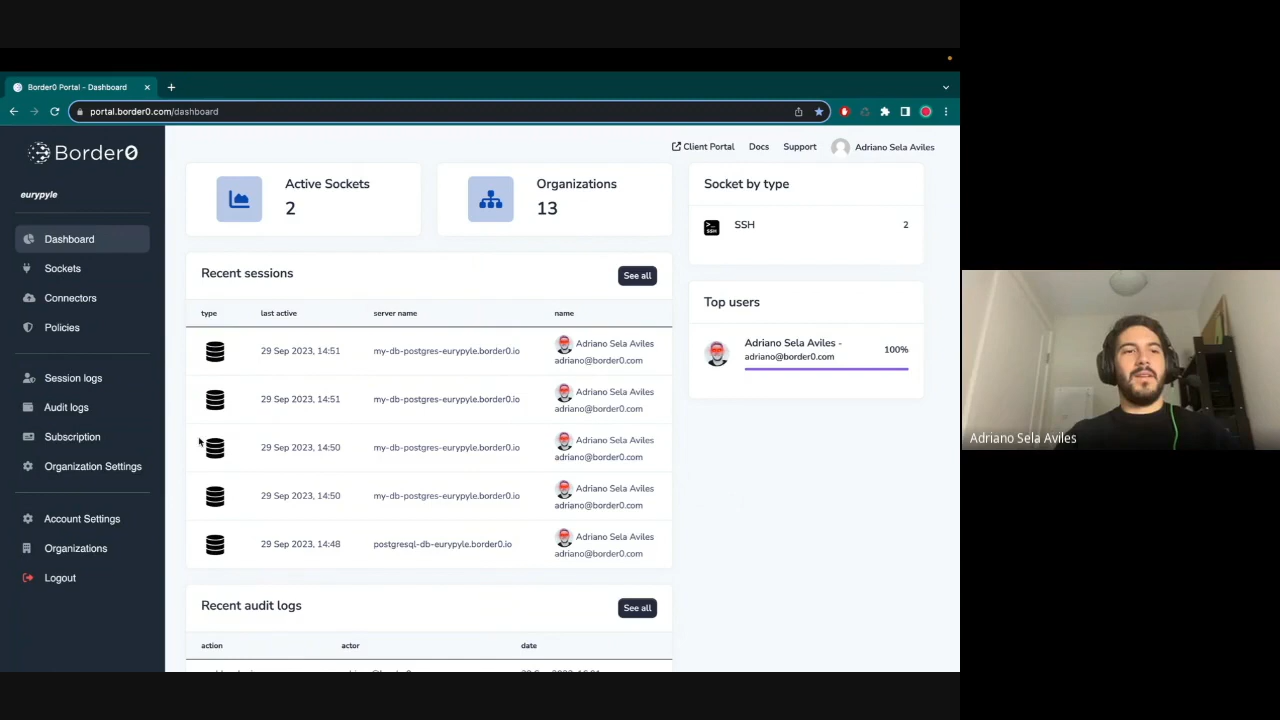 Border0 Portal - Dashboard
portal.border0.com/dashboard
Border0
eurypyle
Dashboard
Sockets
Connectors
Policies
Session logs
Audit logs
Subscription
Organization Settings
Account Settings
Organizations
Logout
Client Portal Docs Support Adriano Sela Aviles
Active Sockets
2
Organizations
13
Socket by type
SSH 2
Recent sessions See all
type last active server name name
29 Sep 2023, 14:51 my-db-postgres-eurypyle.border0.io Adriano Sela Aviles
adriano@border0.com
29 Sep 2023, 14:51 my-db-postgres-eurypyle.border0.io Adriano Sela Aviles
adriano@border0.com
29 Sep 2023, 14:50 my-db-postgres-eurypyle.border0.io Adriano Sela Aviles
adriano@border0.com
29 Sep 2023, 14:50 my-db-postgres-eurypyle.border0.io Adriano Sela Aviles
adriano@border0.com
29 Sep 2023, 14:48 postgresql-db-eurypyle.border0.io Adriano Sela Aviles
adriano@border0.com
Top users
Adriano Sela Aviles - 100%
adriano@border0.com
Recent audit logs See all
action actor date
Adriano Sela Aviles